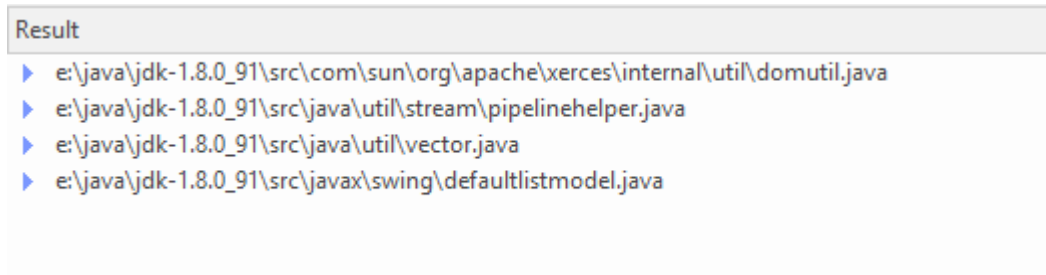 Result
e:\java\jdk-1.8.0_91\src\com\sun\org\apache\xerces\internal\util\domutil.java
e:\java\jdk-1.8.0_91\src\java\util\stream\pipelinehelper.java
e:\java\jdk-1.8.0_91\src\java\util\vector.java
e:\java\jdk-1.8.0_91\src\javax\swing\defaultlistmodel.java